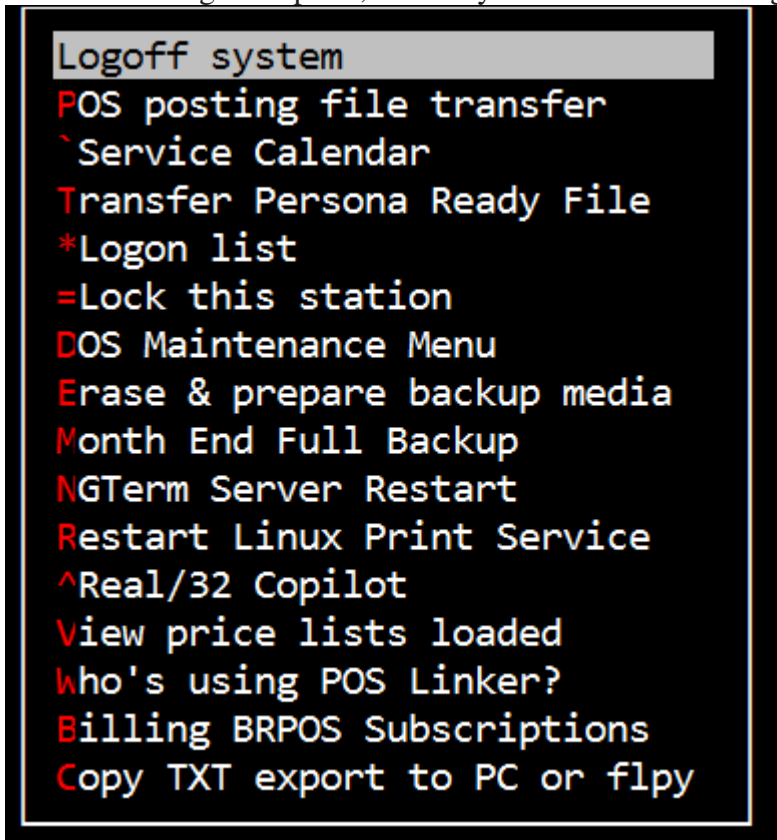 Logoff system
POS posting file transfer
`Service Calendar
Transfer Persona Ready File
*Logon list
=Lock this station
DOS Maintenance Menu
Erase & prepare backup media
Month End Full Backup
NGTerm Server Restart
Restart Linux Print Service
^Real/32 Copilot
View price lists loaded
Who's using POS Linker?
Billing BRPOS Subscriptions
Copy TXT export to PC or flpy